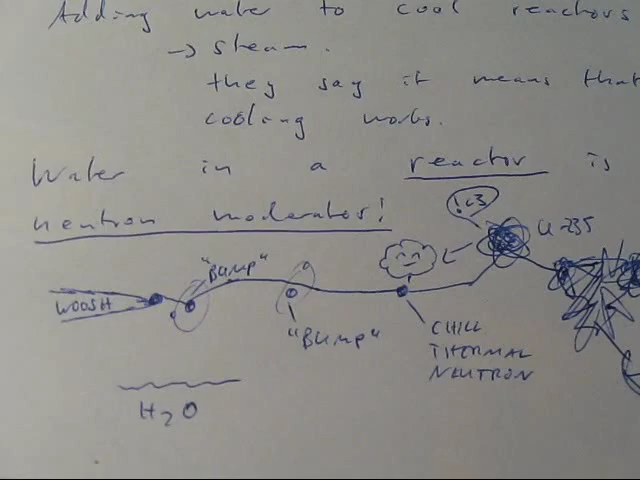 Adding water to cool reactors
-> steam.
they say it means that
cooling works.
Water in a reactor is
neutron moderator!
U-235
"BUMP"
WOOSH
"BUMP"
CHILL
THERMAL
NEUTRON
H2O